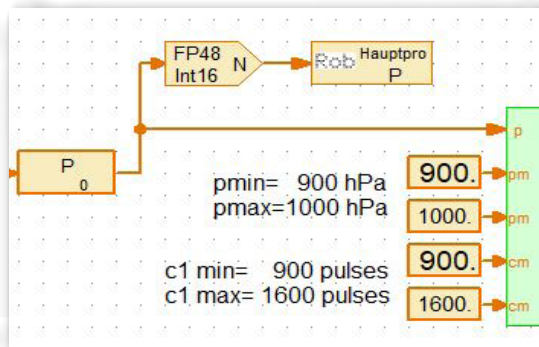 FP48
Int16
N
Rob
Hauptpro
P
P
0
p
pmin= 900 hPa
pmax=1000 hPa
900.
pm
1000.
pm
c1 min= 900 pulses
c1 max= 1600 pulses
900.
cm
1600.
cm